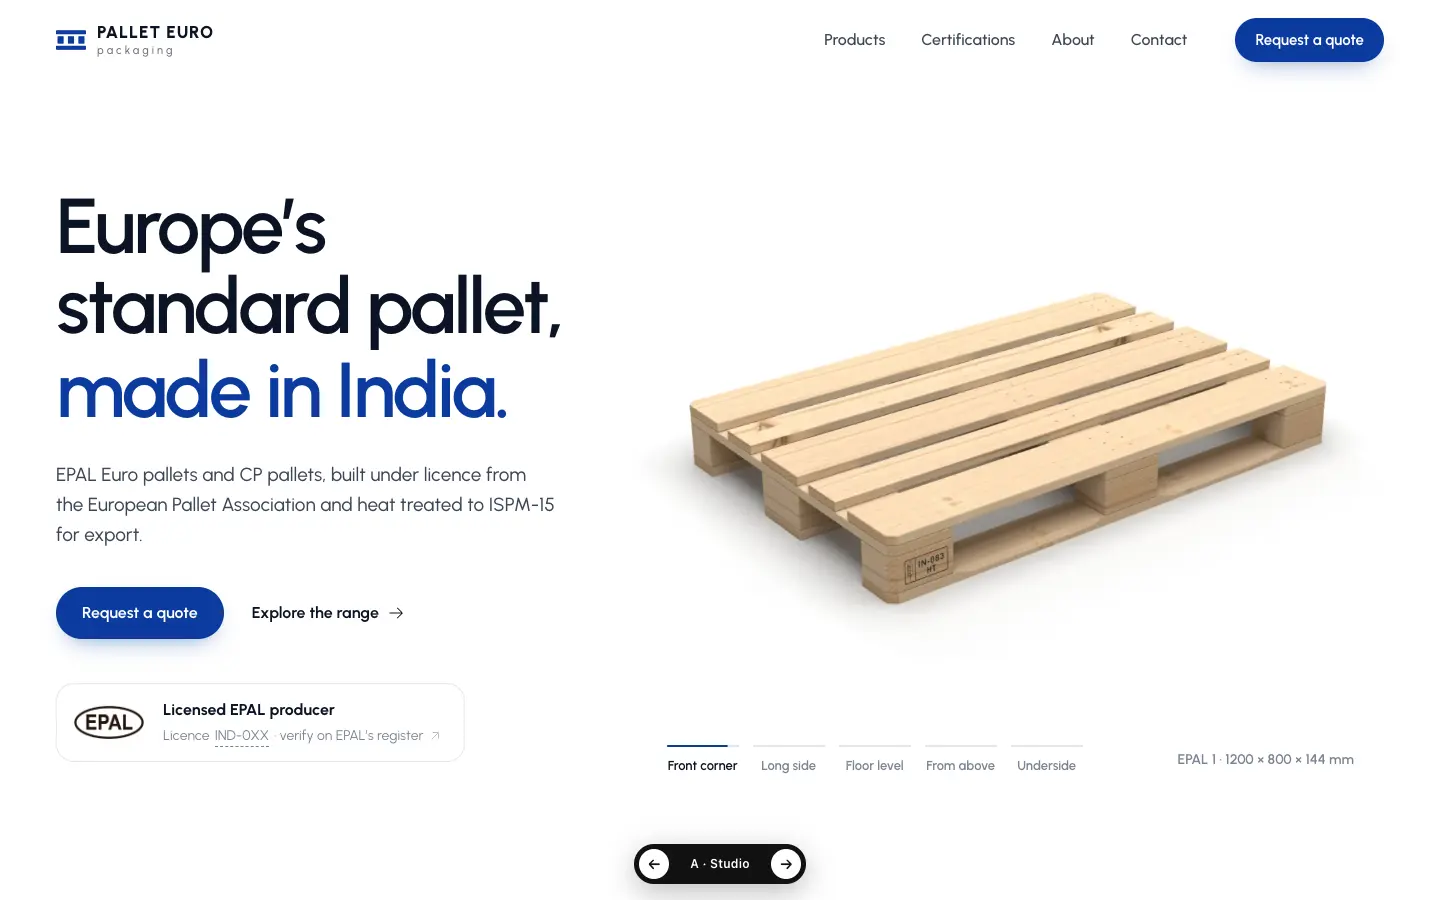 PALLET EURO
packaging
Products
Certifications
About
Contact
Request a quote
Europe's
standard pallet,
made in India.
EPAL Euro pallets and CP pallets, built under licence from
the European Pallet Association and heat treated to ISPM-15
for export.
Request a quote
Explore the range →
IN-083
HT
EPAL
Licensed EPAL producer
Licence IND-0XX · verify on EPAL's register ↗
Front corner
Long side
Floor level
From above
Underside
EPAL 1 · 1200 × 800 × 144 mm
← A · Studio →